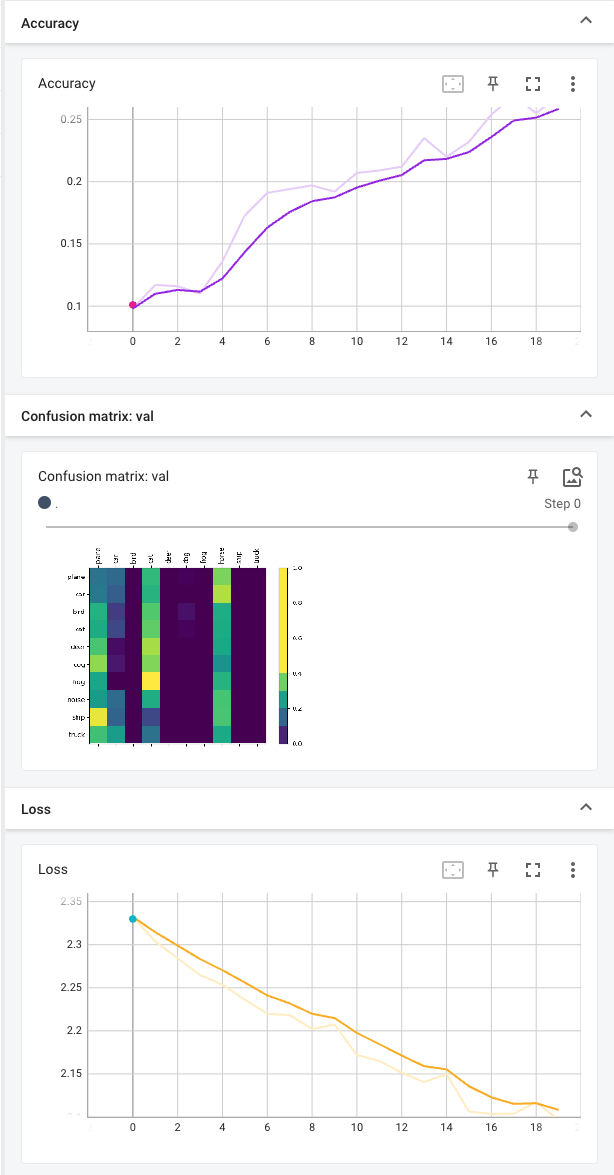 Accuracy
Accuracy
0.25
0.2
0.15
0.1
0 2 4 6 8 10 12 14 16 18
Confusion matrix: val
Confusion matrix: val
.
Step 0
plane car bird cat deer dog frog horse ship truck
plane
car
bird
cat
deer
dog
frog
horse
ship
truck
1.0
0.8
0.6
0.4
0.2
0.0
Loss
Loss
2.35
2.3
2.25
2.2
2.15
0 2 4 6 8 10 12 14 16 18